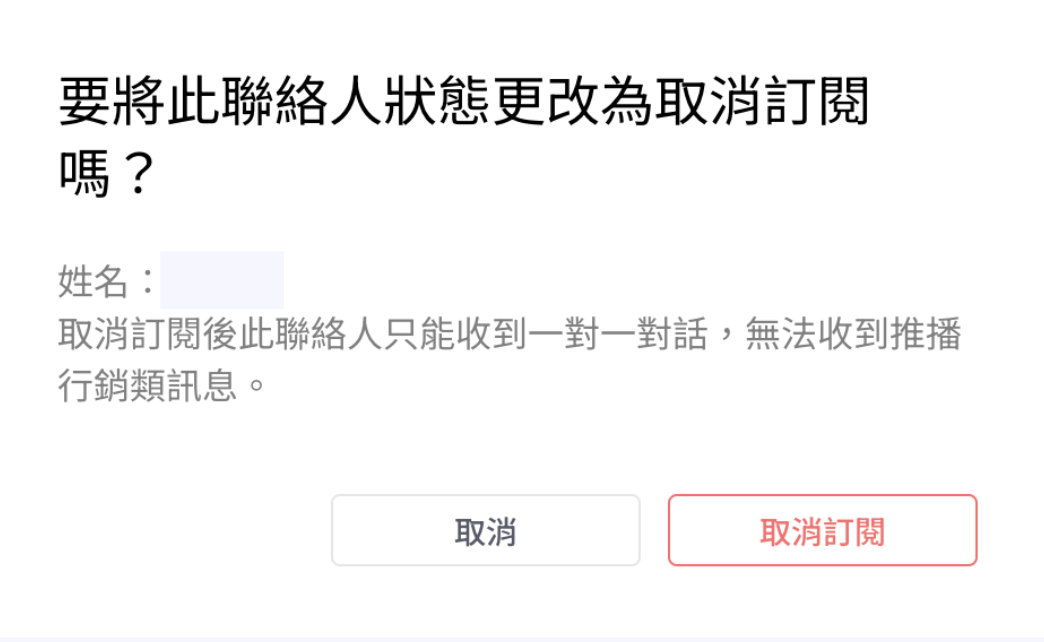 要將此聯絡人狀態更改為取消訂閱
嗎？
姓名：
取消訂閱後此聯絡人只能收到一對一對話，無法收到推播
行銷類訊息。
取消
取消訂閱